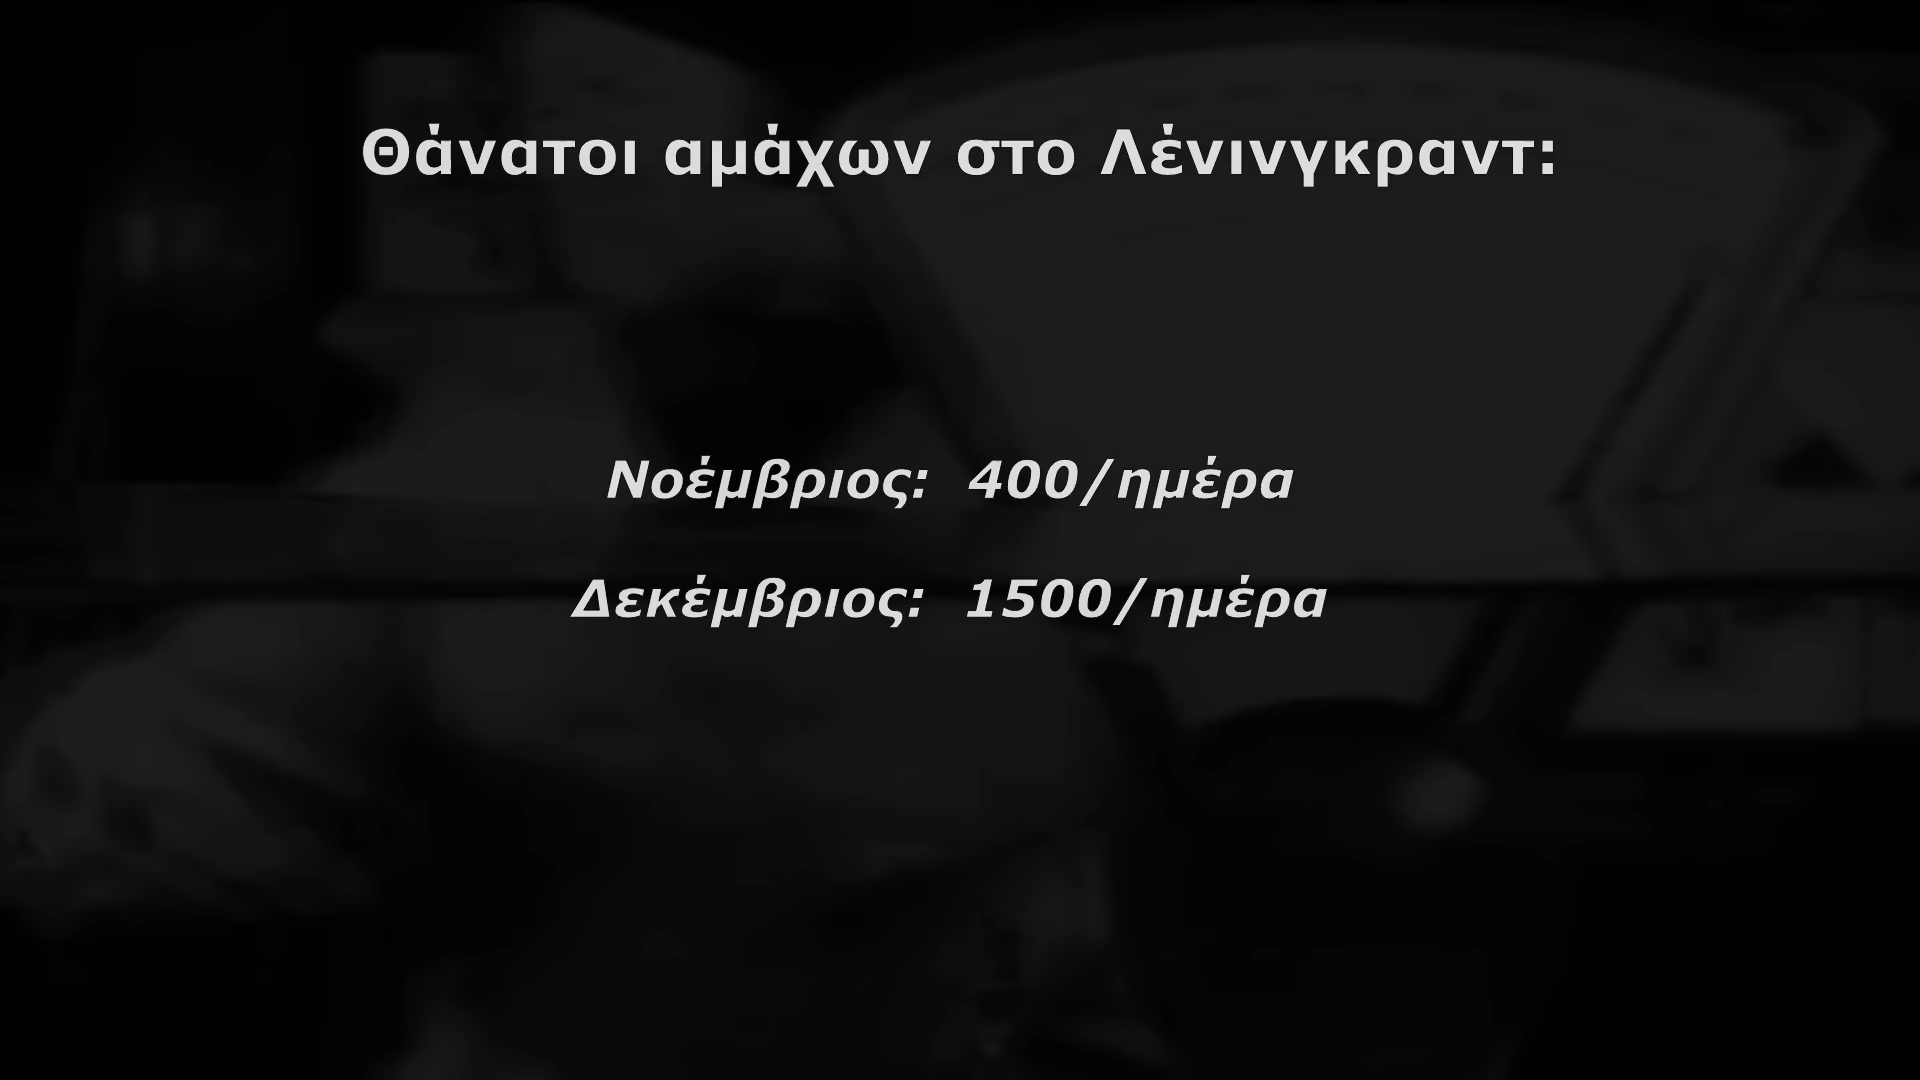 Θάνατοι αμάχων στο Λένινγκραντ:
Νοέμβριος: 400/ημέρα
Δεκέμβριος: 1500/ημέρα